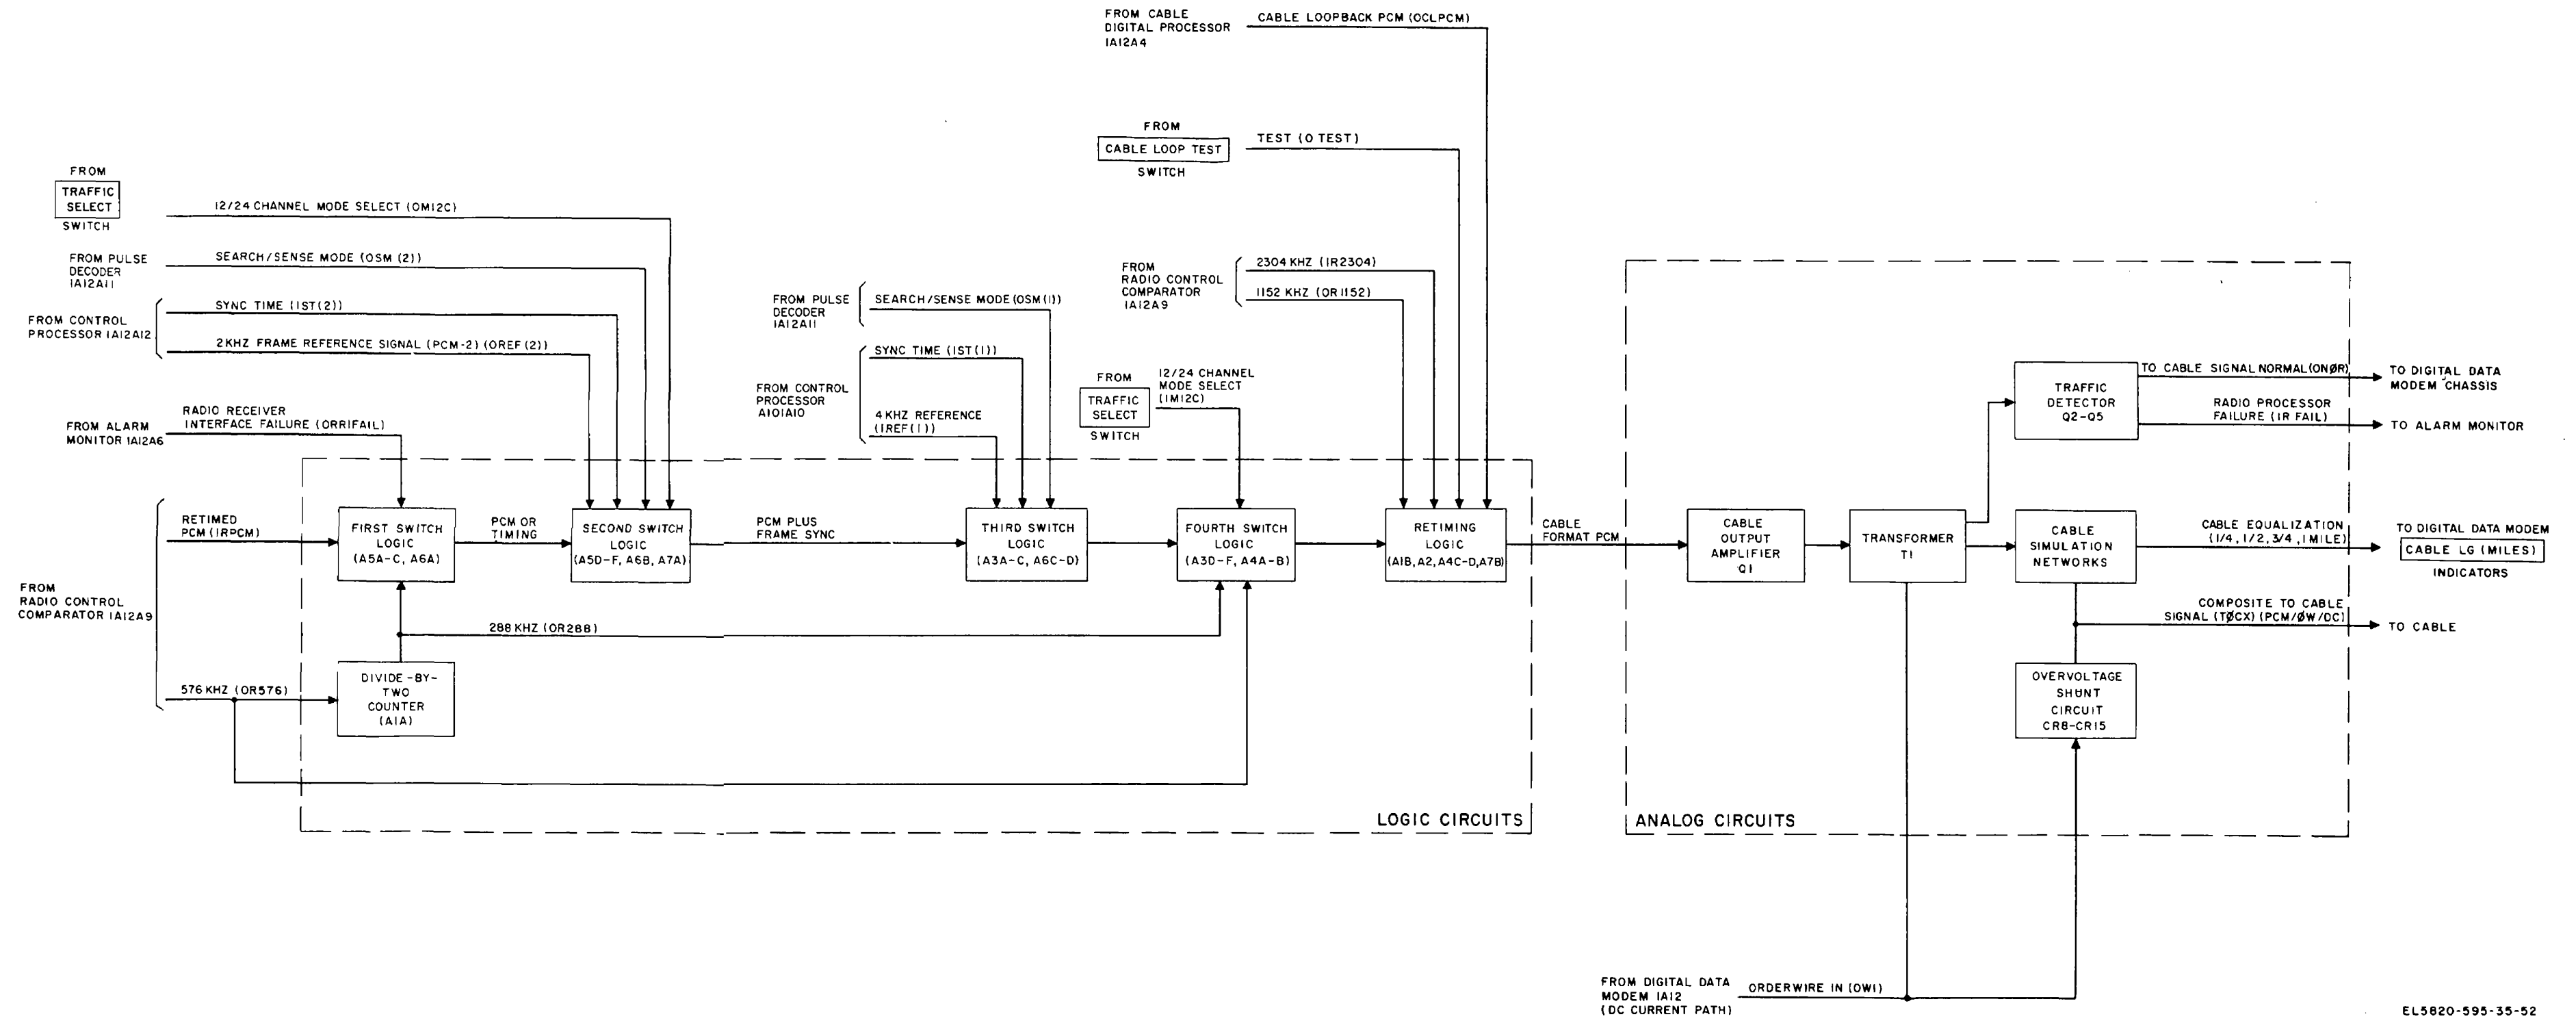 FROM CABLE
DIGITAL PROCESSOR
1A12A4
CABLE LOOPBACK PCM (OCLPCM)
FROM
CABLE LOOP TEST
SWITCH
TEST (O TEST)
FROM
TRAFFIC
SELECT
SWITCH
12/24 CHANNEL MODE SELECT (OM12C)
FROM PULSE
DECODER
1A12A11
SEARCH/SENSE MODE (OSM (2))
FROM CONTROL
PROCESSOR 1A12A12
SYNC TIME (1ST(2))
2KHZ FRAME REFERENCE SIGNAL (PCM-2) (OREF (2))
FROM ALARM
MONITOR 1A12A6
RADIO RECEIVER
INTERFACE FAILURE (ORRIFAIL)
FROM PULSE
DECODER
1A12A11
SEARCH/SENSE MODE(OSM(1))
FROM CONTROL
PROCESSOR
A101A10
SYNC TIME (1ST(1))
4KHZ REFERENCE
(IREF(1))
FROM
RADIO CONTROL
COMPARATOR
1A12A9
2304 KHZ (IR2304)
1152 KHZ (OR1152)
FROM
TRAFFIC
SELECT
SWITCH
12/24 CHANNEL
MODE SELECT
(1M12C)
FROM
RADIO CONTROL
COMPARATOR 1A12A9
RETIMED
PCM (IRPCM)
576 KHZ (OR576)
FIRST SWITCH
LOGIC
(A5A-C, A6A)
PCM OR
TIMING
SECOND SWITCH
LOGIC
(A5D-F, A6B, A7A)
PCM PLUS
FRAME SYNC
THIRD SWITCH
LOGIC
(A3A-C, A6C-D)
FOURTH SWITCH
LOGIC
(A3D-F, A4A-B)
RETIMING
LOGIC
(A1B, A2, A4C-D, A7B)
288 KHZ (OR288)
DIVIDE-BY-
TWO
COUNTER
(A1A)
LOGIC CIRCUITS
CABLE
FORMAT PCM
CABLE
OUTPUT
AMPLIFIER
Q1
TRANSFORMER
T1
TRAFFIC
DETECTOR
Q2-Q5
CABLE
SIMULATION
NETWORKS
OVERVOLTAGE
SHUNT
CIRCUIT
CR8-CR15
ANALOG CIRCUITS
TO CABLE SIGNAL NORMAL(ONØR)
TO DIGITAL DATA
MODEM CHASSIS
RADIO PROCESSOR
FAILURE (IR FAIL)
TO ALARM MONITOR
CABLE EQUALIZATION
(1/4, 1/2, 3/4, 1 MILE)
TO DIGITAL DATA MODEM
CABLE LG (MILES)
INDICATORS
COMPOSITE TO CABLE
SIGNAL (TØCX) (PCM/ØW/DC)
TO CABLE
FROM DIGITAL DATA
MODEM 1A12
(DC CURRENT PATH)
ORDERWIRE IN (OWI)
EL5820-595-35-52